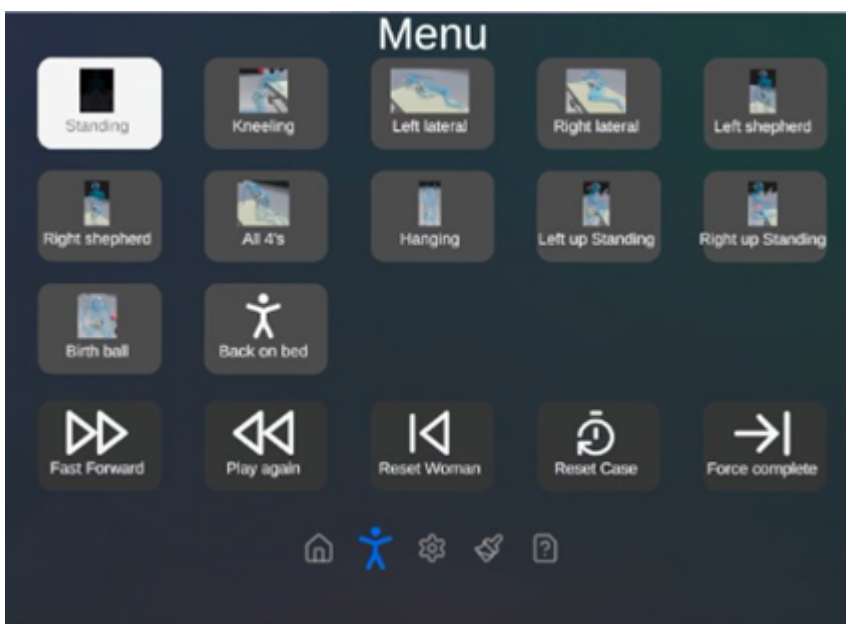 Menu
Standing
Kneeling
Left lateral
Right lateral
Left shepherd
Right shepherd
All 4's
Hanging
Left up Standing
Right up Standing
Birth ball
Back on bed
Fast Forward
Play again
Reset Woman
Reset Case
Force complete